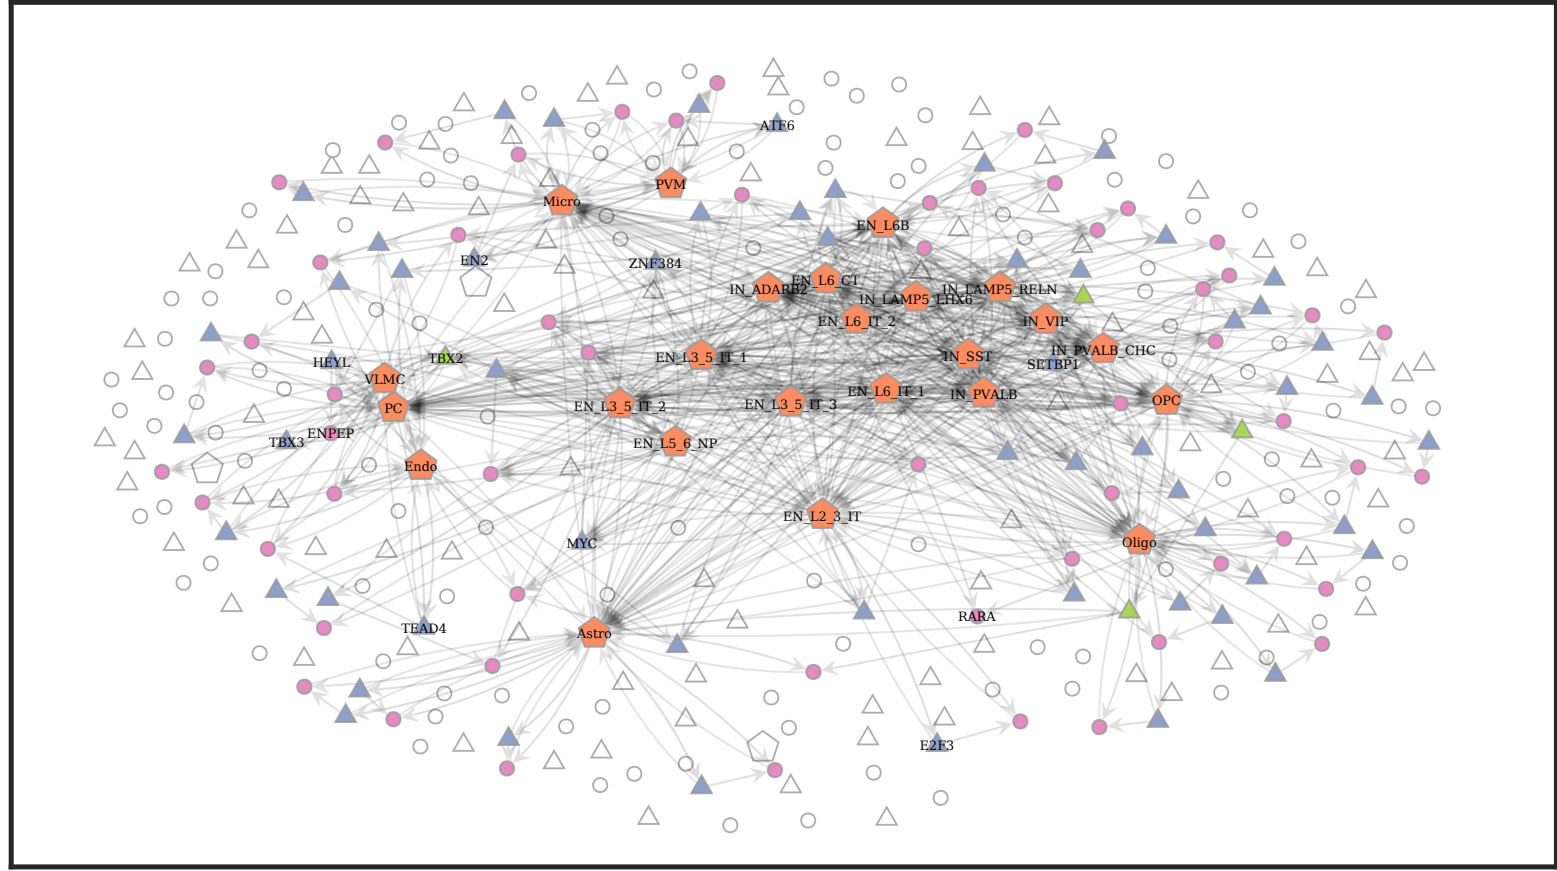 ATF6
PVM
Micro
EN_L6B
EN2
ZNF384
EN_L6_CT
IN_ADARB2
IN_LAMP5_RELN
IN_LAMP5_LHX6
EN_L6_IT_2
IN_VIP
IN_PVALB_CHC
HEYL
TBX2
EN_L3_5_IT_1
IN_SST
SETBP1
VLMC
EN_L6_IT_1
IN_PVALB
OPC
PC
EN_L3_5_IT_2
EN_L3_5_IT_3
ENPEP
TBX3
EN_L5_6_NP
Endo
EN_L2_3_IT
MYC
Oligo
RARA
TEAD4
Astro
E2F3